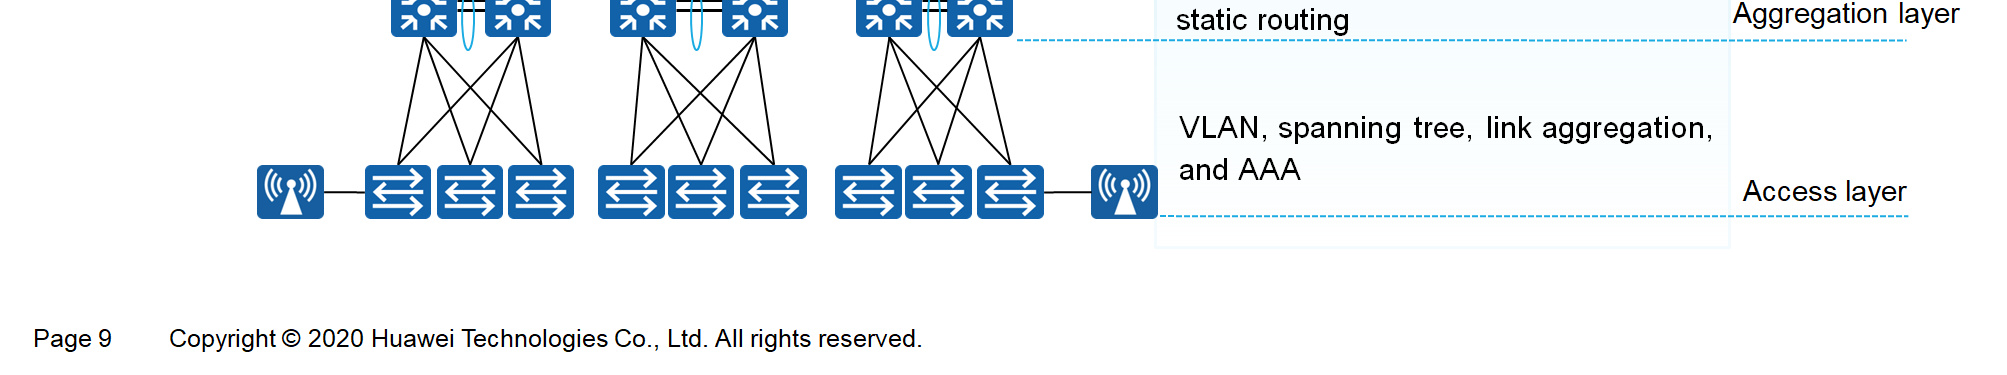 static routing
Aggregation layer
VLAN, spanning tree, link aggregation,
and AAA
Access layer
Page 9 Copyright © 2020 Huawei Technologies Co., Ltd. All rights reserved.